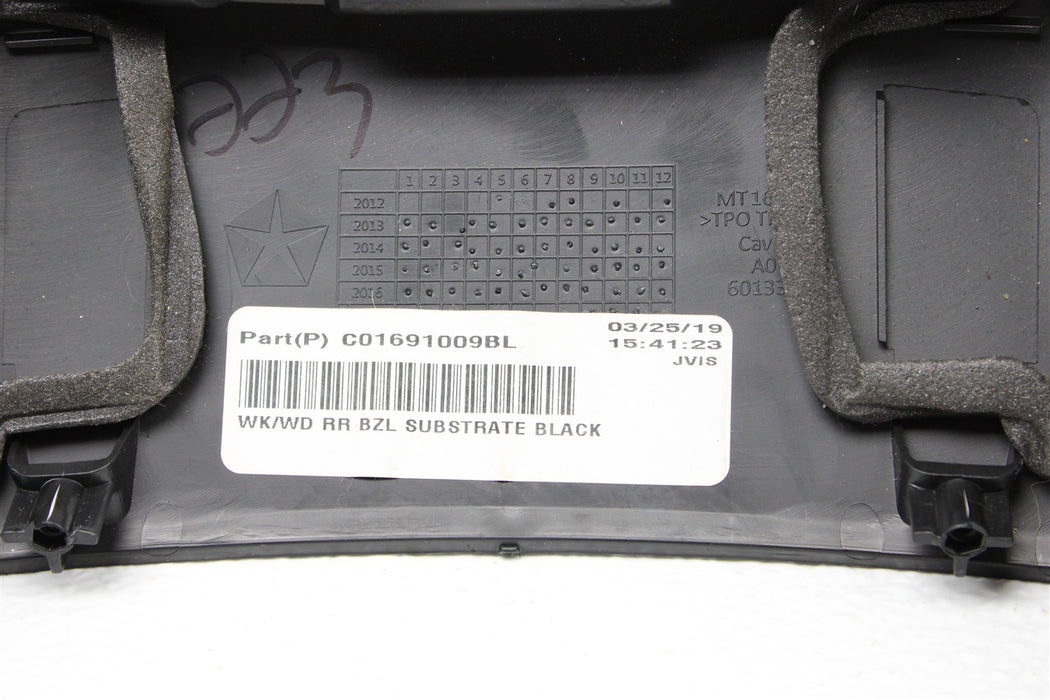 223
1 2 3 4 5 6 7 8 9 10 11 12
2012
2013
2014
2015
2016
MT16
>TPO
Cav
A0
60133
Part(P) C01691009BL
03/25/19
15:41:23
JVIS
WK/WD RR BZL SUBSTRATE BLACK